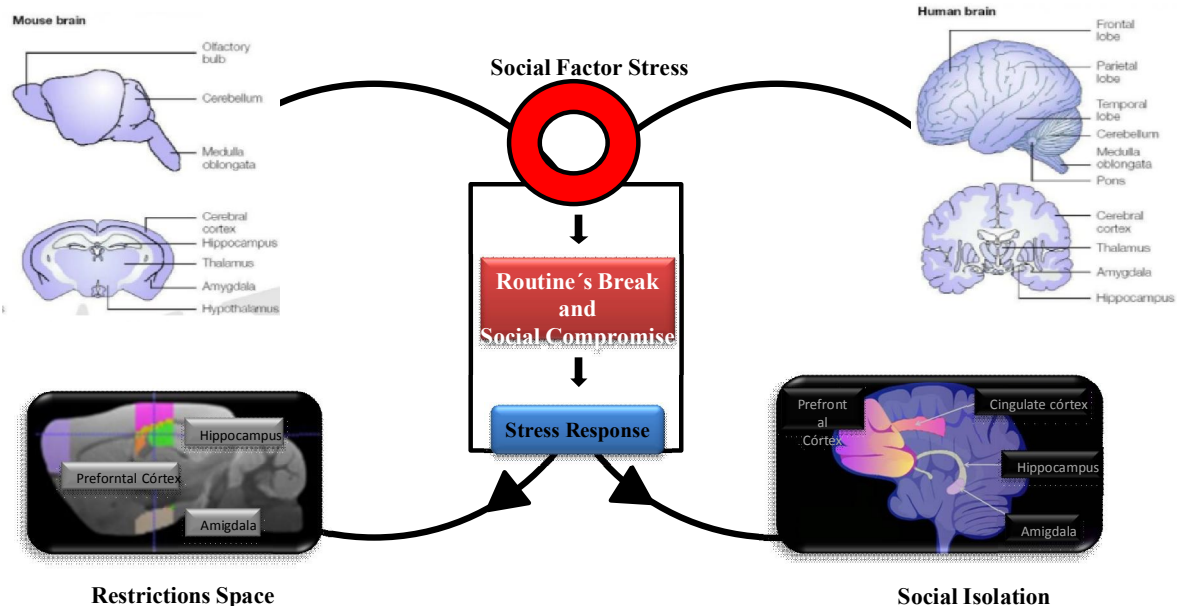 Mouse brain
Olfactory
bulb
Cerebellum
Medulla
oblongata
Cerebral
cortex
Hippocampus
Thalamus
Amygdala
Hypothalamus
Social Factor Stress
Routine´s Break
and
Social Compromise
Stress Response
Human brain
Frontal
lobe
Parietal
lobe
Temporal
lobe
Cerebellum
Medulla
oblongata
Pons
Cerebral
cortex
Thalamus
Amygdala
Hippocampus
Hippocampus
Preforntal Córtex
Amigdala
Restrictions Space
Prefront
al
Córtex
Cingulate córtex
Hippocampus
Amigdala
Social Isolation